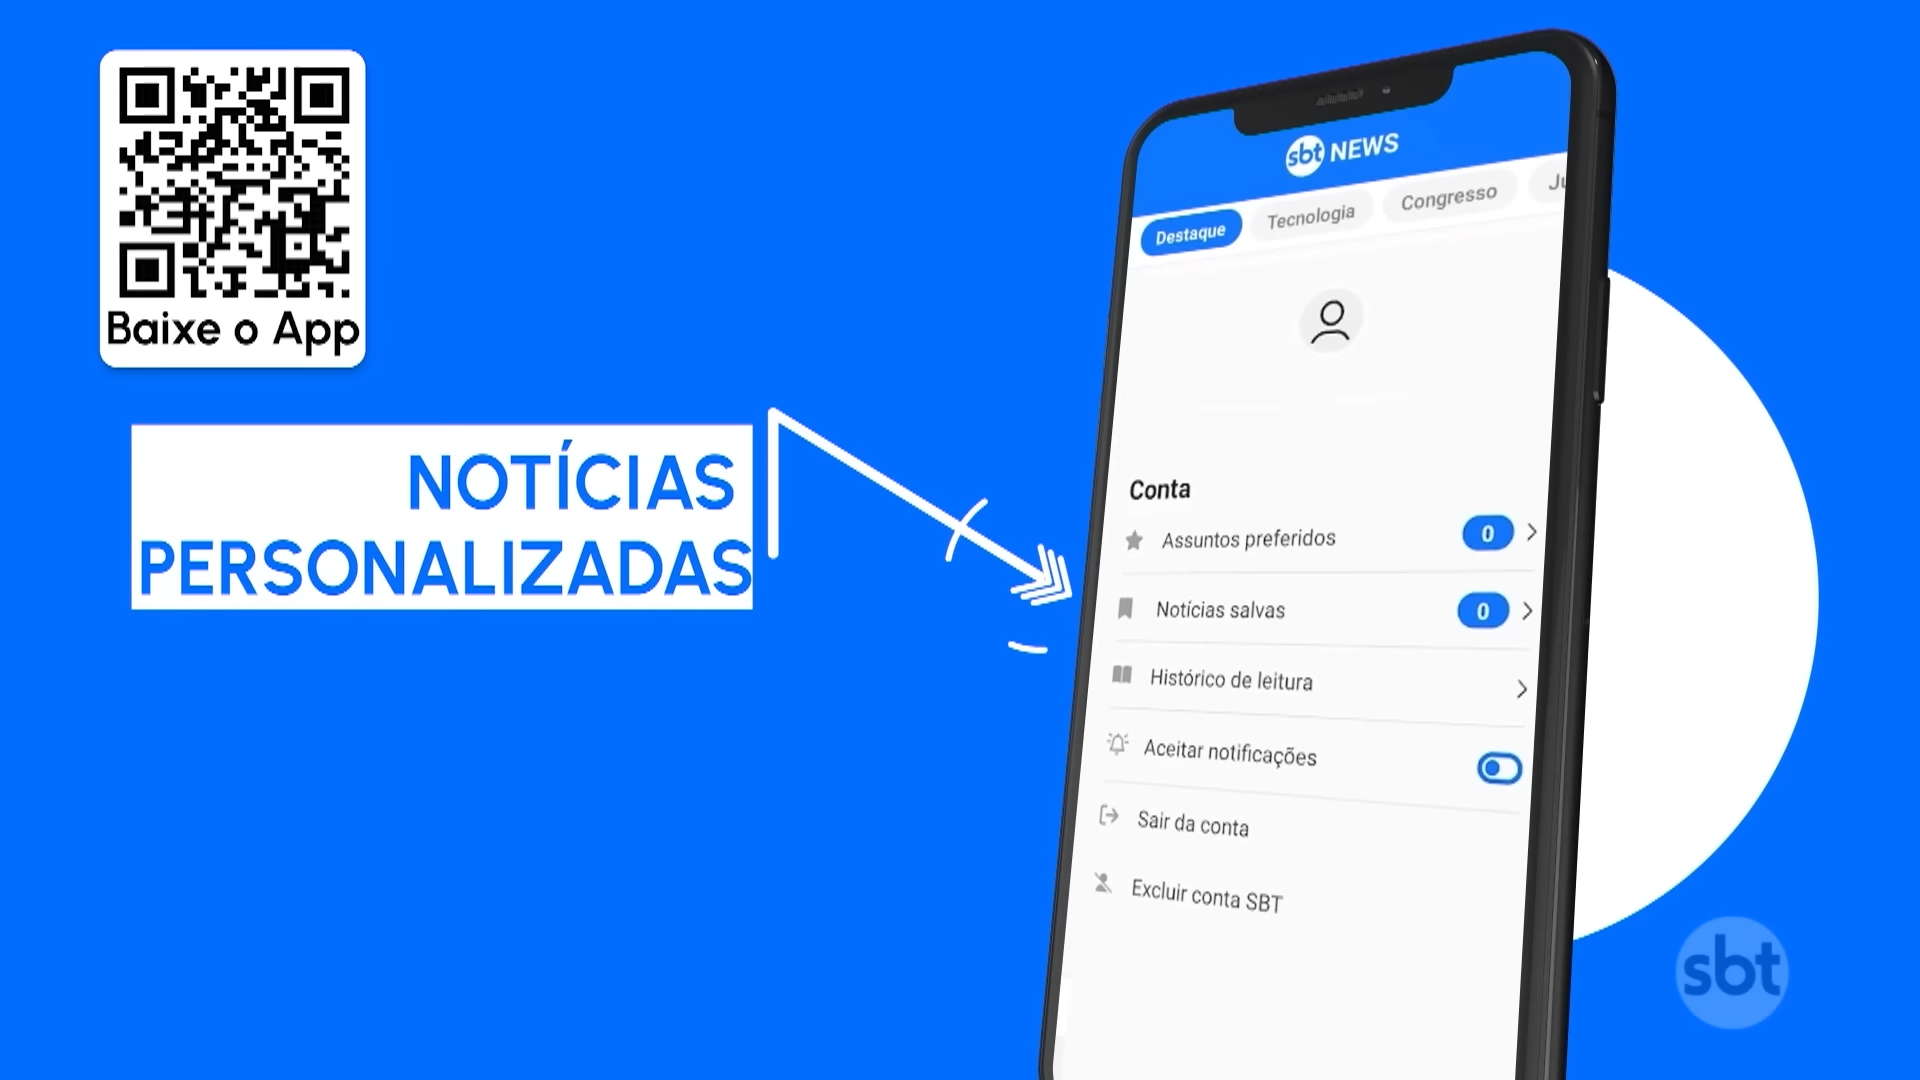 Baixe o App
NOTÍCIAS
PERSONALIZADAS
sbt NEWS
Destaque
Tecnologia
Congresso
Ju
Conta
Assuntos preferidos 0
Notícias salvas 0
Histórico de leitura
Aceitar notificações
Sair da conta
Excluir conta SBT
sbt